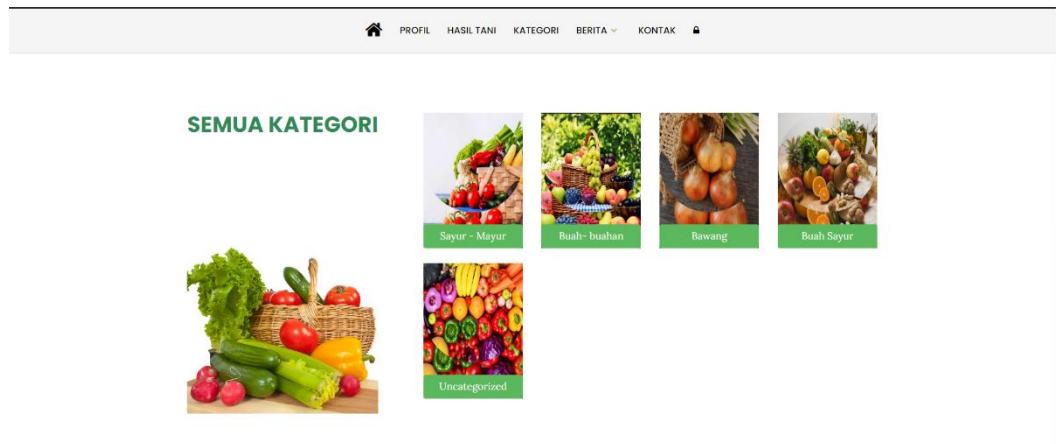 PROFIL HASIL TANI KATEGORI BERITA KONTAK
SEMUA KATEGORI
Sayur - Mayur
Buah- buahan
Bawang
Buah Sayur
Uncategorized